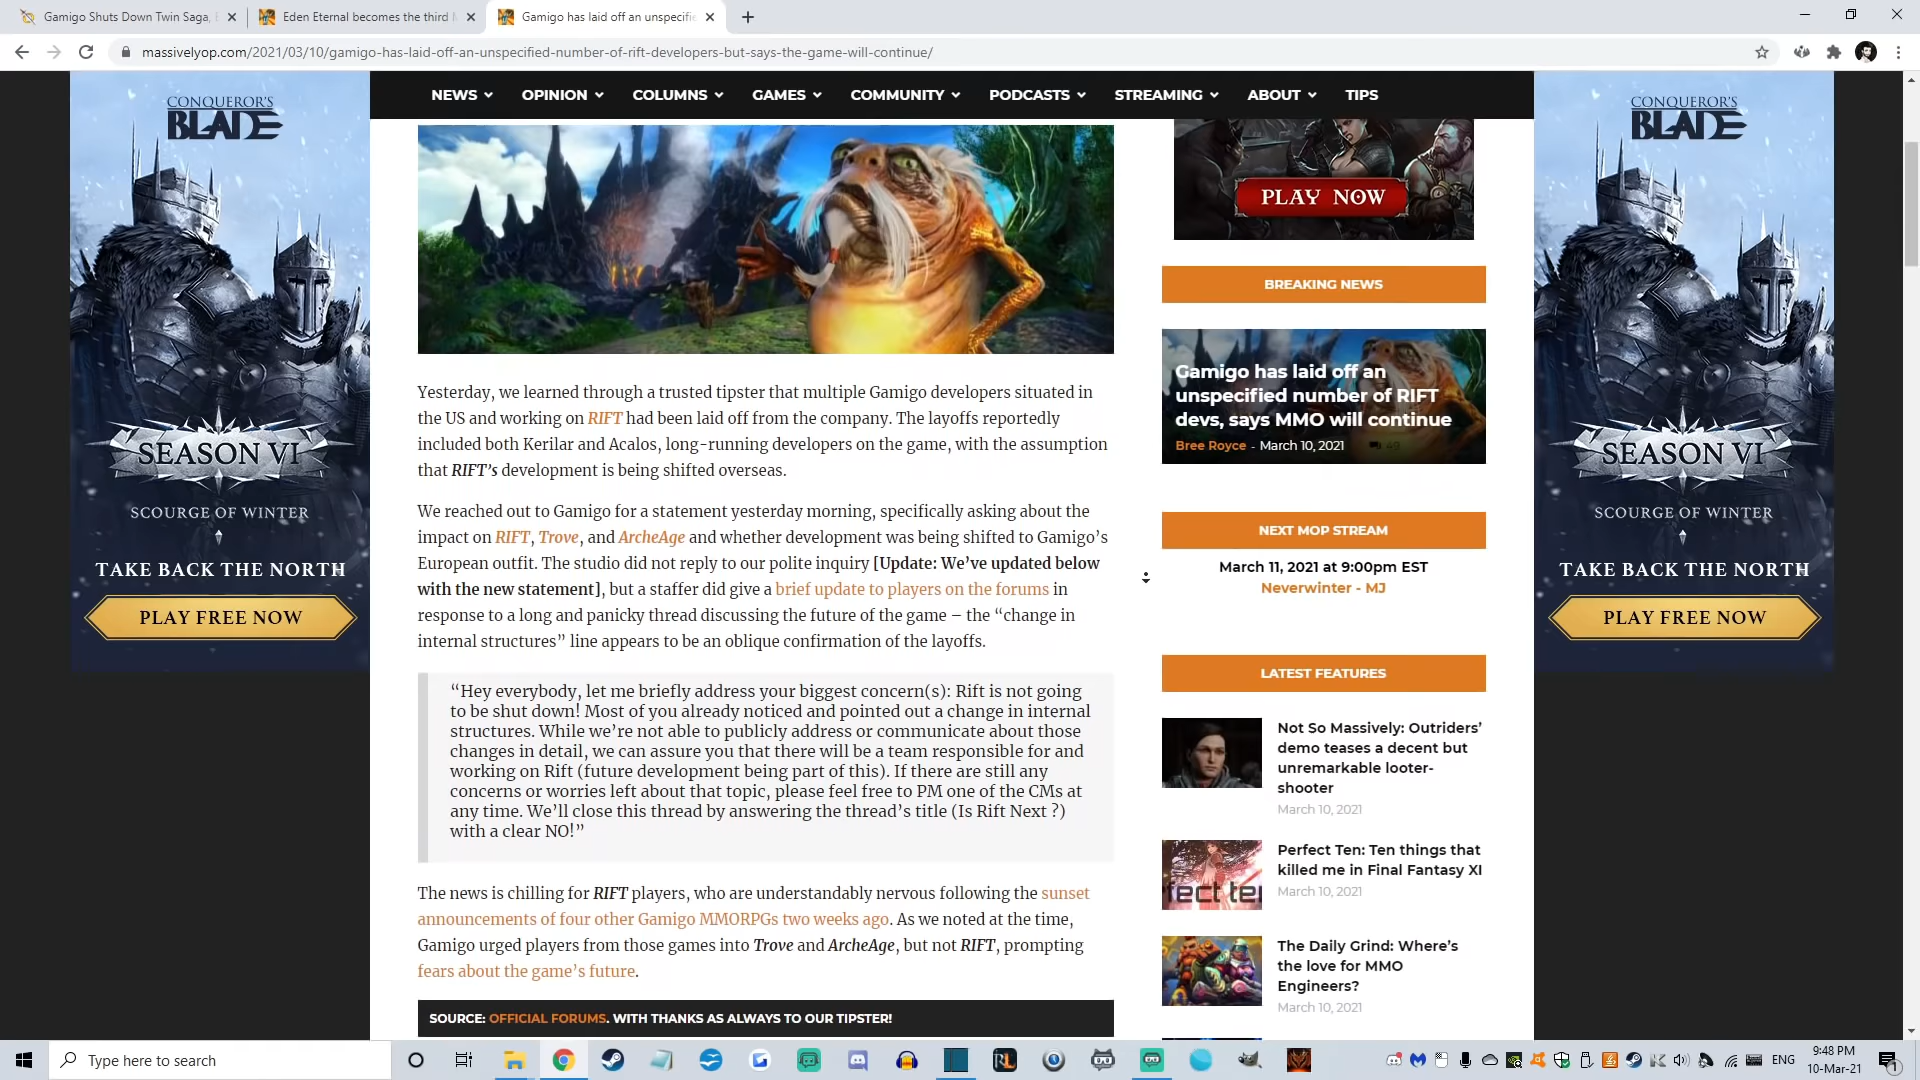 Gamigo Shuts Down Twin Saga,
Eden Eternal becomes the third
Gamigo has laid off an unspecifi
massivelyop.com/2021/03/10/gamigo-has-laid-off-an-unspecified-number-of-rift-developers-but-says-the-game-will-continue/
NEWS OPINION COLUMNS GAMES COMMUNITY PODCASTS STREAMING ABOUT TIPS
CONQUEROR'S
BLADE
SEASON VI
SCOURGE OF WINTER
TAKE BACK THE NORTH
PLAY FREE NOW
Yesterday, we learned through a trusted tipster that multiple Gamigo developers situated in
the US and working on RIFT had been laid off from the company. The layoffs reportedly
included both Kerilar and Acalos, long-running developers on the game, with the assumption
that RIFT's development is being shifted overseas.
We reached out to Gamigo for a statement yesterday morning, specifically asking about the
impact on RIFT, Trove, and ArcheAge and whether development was being shifted to Gamigo's
European outfit. The studio did not reply to our polite inquiry [Update: We've updated below
with the new statement], but a staffer did give a brief update to players on the forums in
response to a long and panicky thread discussing the future of the game – the “change in
internal structures” line appears to be an oblique confirmation of the layoffs.
“Hey everybody, let me briefly address your biggest concern(s): Rift is not going
to be shut down! Most of you already noticed and pointed out a change in internal
structures. While we're not able to publicly address or communicate about those
changes in detail, we can assure you that there will be a team responsible for and
working on Rift (future development being part of this). If there are still any
concerns or worries left about that topic, please feel free to PM one of the CMs at
any time. We'll close this thread by answering the thread's title (Is Rift Next ?)
with a clear NO!”
The news is chilling for RIFT players, who are understandably nervous following the sunset
announcements of four other Gamigo MMORPGs two weeks ago. As we noted at the time,
Gamigo urged players from those games into Trove and ArcheAge, but not RIFT, prompting
fears about the game's future.
SOURCE: OFFICIAL FORUMS. WITH THANKS AS ALWAYS TO OUR TIPSTER!
PLAY NOW
BREAKING NEWS
Gamigo has laid off an
unspecified number of RIFT
devs, says MMO will continue
Bree Royce - March 10, 2021 49
NEXT MOP STREAM
March 11, 2021 at 9:00pm EST
Neverwinter - MJ
LATEST FEATURES
Not So Massively: Outriders'
demo teases a decent but
unremarkable looter-
shooter
March 10, 2021
Perfect Ten: Ten things that
killed me in Final Fantasy XI
March 10, 2021
rfect te
The Daily Grind: Where's
the love for MMO
Engineers?
March 10, 2021
CONQUEROR'S
BLADE
SEASON VI
SCOURGE OF WINTER
TAKE BACK THE NORTH
PLAY FREE NOW
Type here to search
RL
ENG
9:48 PM
10-Mar-21
1